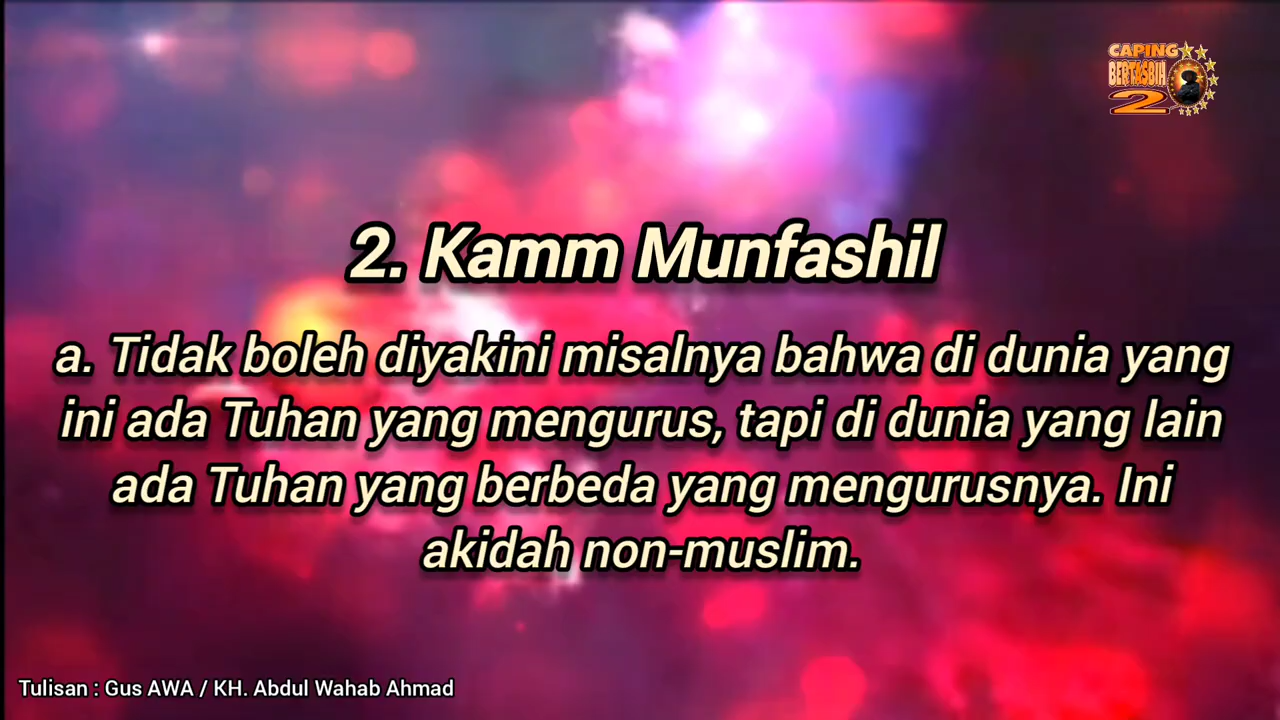 CAPING
BERTASBIH
2
2. Kamm Munfashil
a. Tidak boleh diyakini misalnya bahwa di dunia yang
ini ada Tuhan yang mengurus, tapi di dunia yang lain
ada Tuhan yang berbeda yang mengurusnya. Ini
akidah non-muslim.
Tulisan : Gus AWA / KH. Abdul Wahab Ahmad